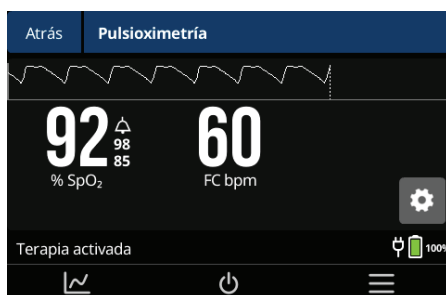 Atrás Pulsioximetría
92 98 60
85
% SpO₂ FC bpm
Terapia activada 100%